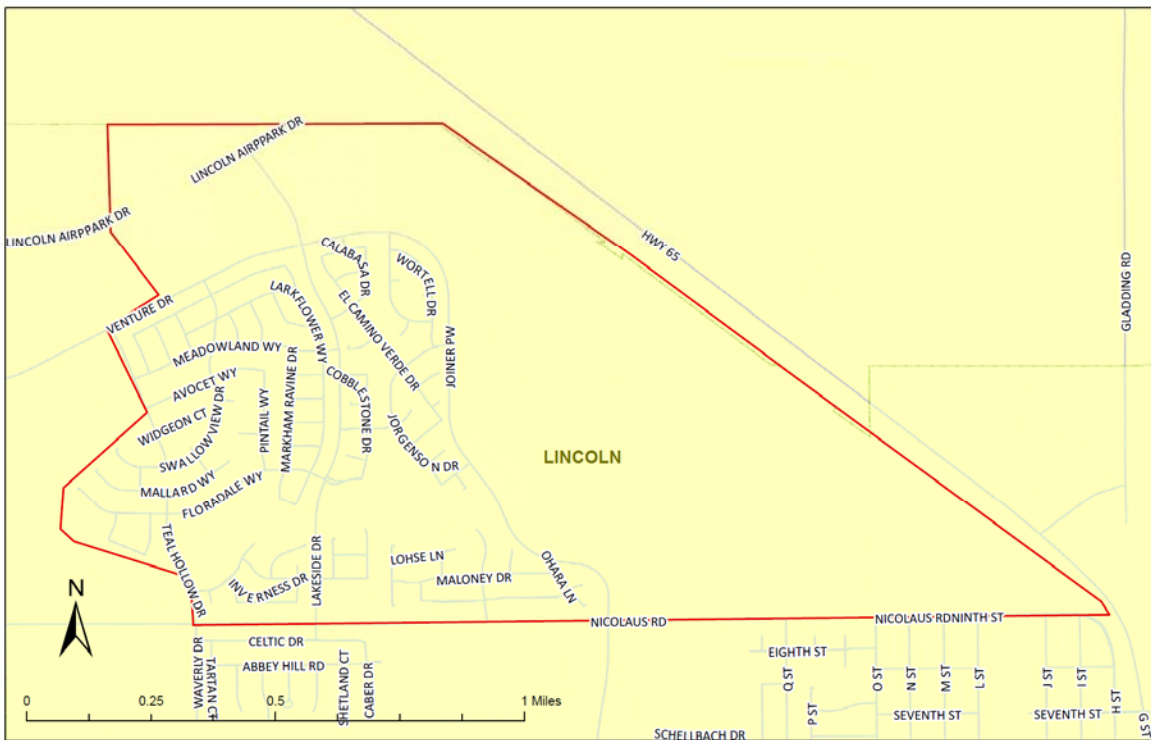 LINCOLN AIRPPARK DR
LINCOLN AIRPPARK DR
HWY 65
GLADDING RD
CALABASA DR
WORTELL DR
VENTURE DR
LARKFLOWER WY
EL CAMINO VERDE DR
JOINER PW
MEADOWLAND WY
AVOCET WY
MARKHAM RAVINE DR
COBBLESTONE DR
WIDGEON CT
SWALLOW VIEW DR
PINTAIL WY
JORGENSON DR
LINCOLN
MALLARD WY
FLORADALE WY
TEAL HOLLOW DR
INVERNESS DR
LAKESIDE DR
LOHSE LN
MALONEY DR
OHARA LN
N
NICOLAUS RD
NICOLAUS RDNINTH ST
WAVERLY DR
TARTAN CT
CELTIC DR
ABBEY HILL RD
SHETLAND CT
CABER DR
EIGHTH ST
Q ST
P ST
O ST
N ST
M ST
L ST
J ST
I ST
H ST
G ST
SEVENTH ST
SEVENTH ST
SCHELLBACH DR
0 0.25 0.5 1 Miles